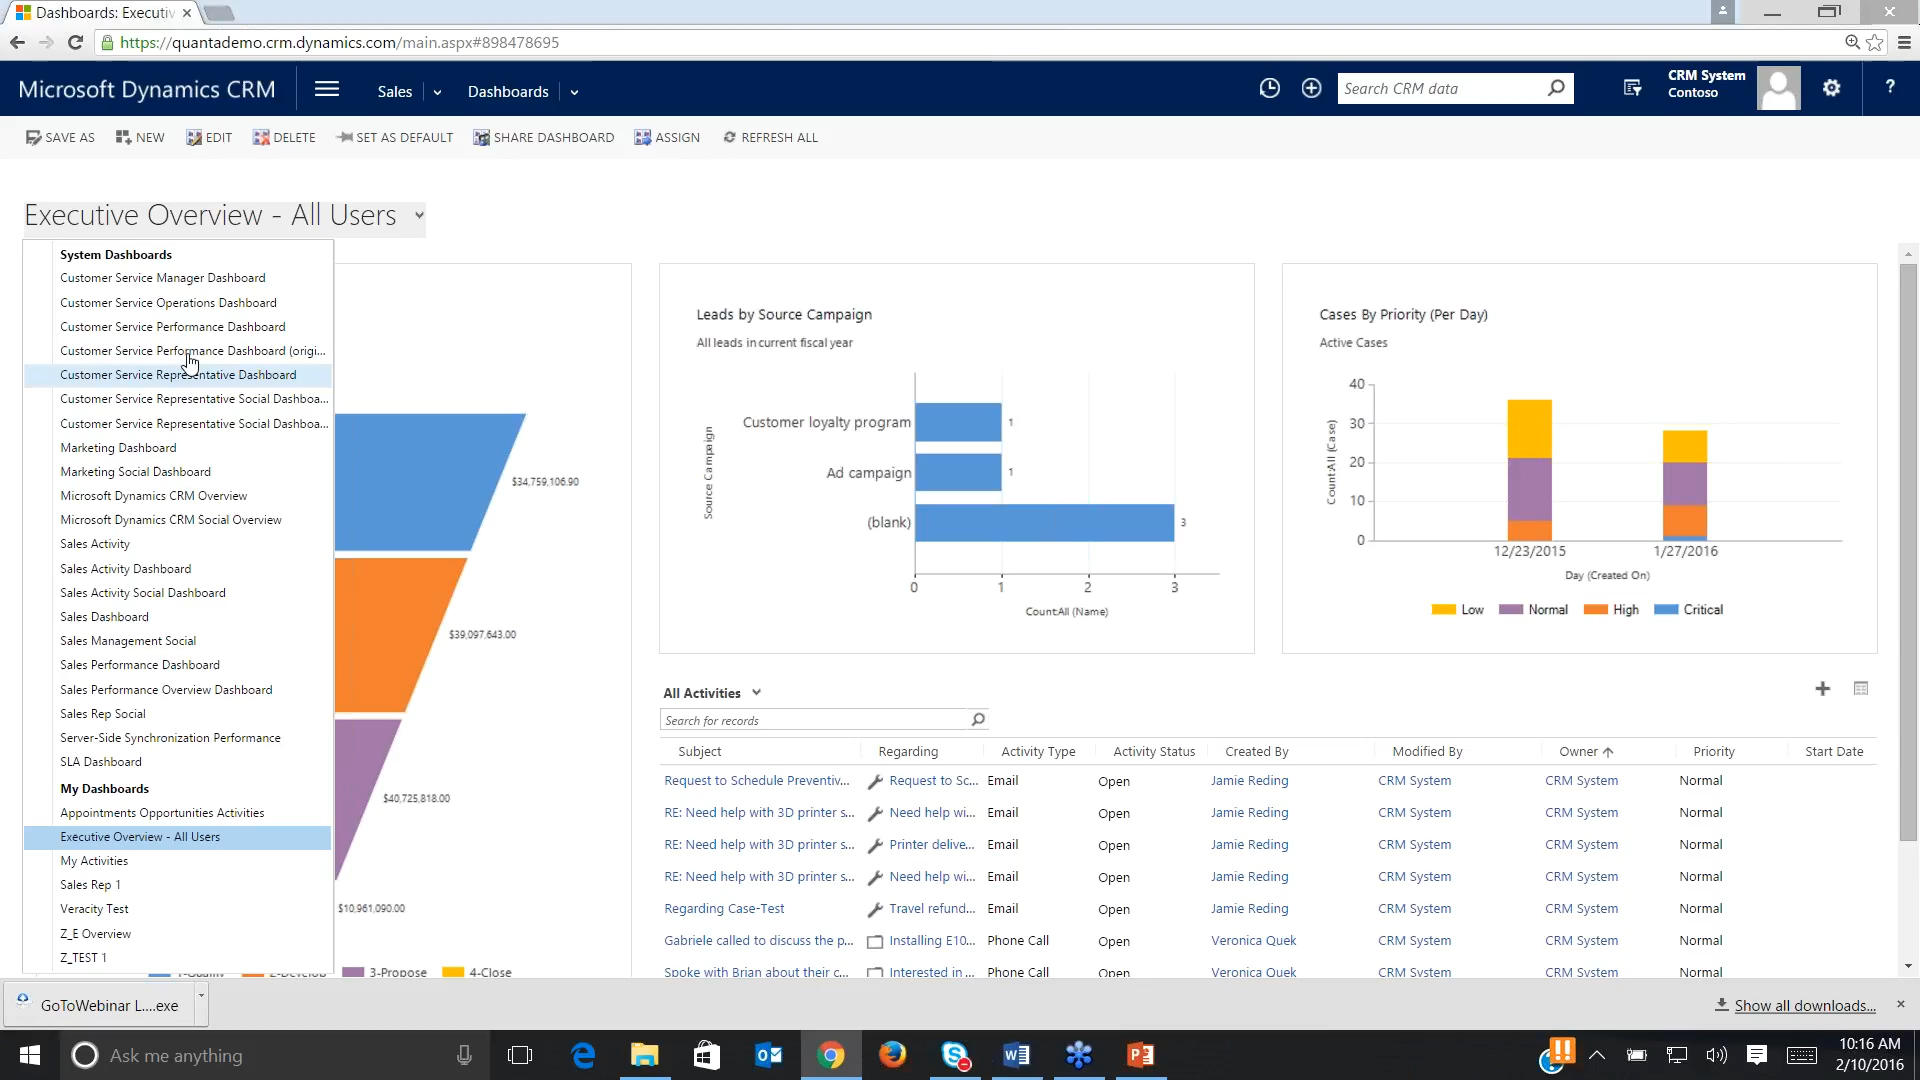 Dashboards: Executiv
https://quantademo.crm.dynamics.com/main.aspx#898478695
Microsoft Dynamics CRM
Sales
Dashboards
Search CRM data
CRM System
Contoso
?
SAVE AS
NEW
EDIT
DELETE
SET AS DEFAULT
SHARE DASHBOARD
ASSIGN
REFRESH ALL
Executive Overview - All Users
System Dashboards
Customer Service Manager Dashboard
Customer Service Operations Dashboard
Customer Service Performance Dashboard
Customer Service Performance Dashboard (origi...
Customer Service Representative Dashboard
Customer Service Representative Social Dashboa...
Customer Service Representative Social Dashboa...
Marketing Dashboard
Marketing Social Dashboard
Microsoft Dynamics CRM Overview
Microsoft Dynamics CRM Social Overview
Sales Activity
Sales Activity Dashboard
Sales Activity Social Dashboard
Sales Dashboard
Sales Management Social
Sales Performance Dashboard
Sales Performance Overview Dashboard
Sales Rep Social
Server-Side Synchronization Performance
SLA Dashboard
My Dashboards
Appointments Opportunities Activities
Executive Overview - All Users
My Activities
Sales Rep 1
Veracity Test
Z_E Overview
Z_TEST 1
$34,759,106.90
$39,097,643.00
$40,725,818.00
$10,961,090.00
1-Qualify 2-Develop 3-Propose 4-Close
Leads by Source Campaign
All leads in current fiscal year
Source Campaign
Customer loyalty program 1
Ad campaign 1
(blank) 3
0 1 2 3
Count:All (Name)
Cases By Priority (Per Day)
Active Cases
Count:All (Case)
40
30
20
10
0
12/23/2015 1/27/2016
Day (Created On)
Low Normal High Critical
All Activities
Search for records
Subject Regarding Activity Type Activity Status Created By Modified By Owner Priority Start Date
Request to Schedule Preventiv... Request to Sc... Email Open Jamie Reding CRM System CRM System Normal
RE: Need help with 3D printer s... Need help wi... Email Open Jamie Reding CRM System CRM System Normal
RE: Need help with 3D printer s... Printer delive... Email Open Jamie Reding CRM System CRM System Normal
RE: Need help with 3D printer s... Need help wi... Email Open Jamie Reding CRM System CRM System Normal
Regarding Case-Test Travel refund... Email Open Jamie Reding CRM System CRM System Normal
Gabriele called to discuss the p... Installing E10... Phone Call Open Veronica Quek CRM System CRM System Normal
Spoke with Brian about their c... Interested in ... Phone Call Open Veronica Quek CRM System CRM System Normal
GoToWebinar L....exe
Show all downloads...
Ask me anything
10:16 AM
2/10/2016